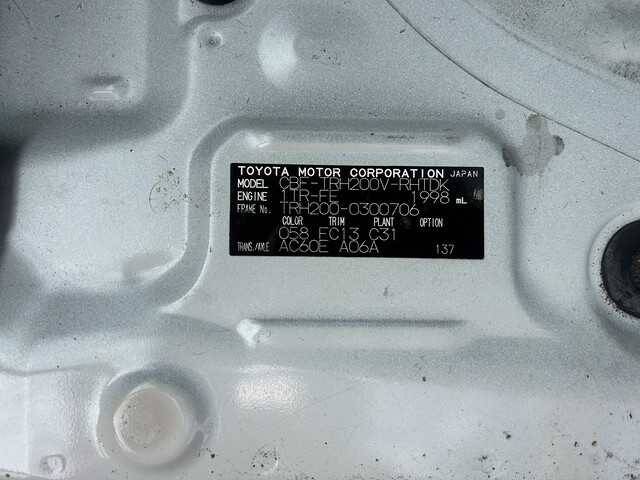 TOYOTA MOTOR CORPORATION JAPAN
MODEL CBF-TRH200V-RHTDK
ENGINE 1TR-FE 1998 mL
FRAME No. TRH200-0300706
COLOR TRIM PLANT OPTION
058 FC13 C31
TRANS./AXLE AC60E A06A 137